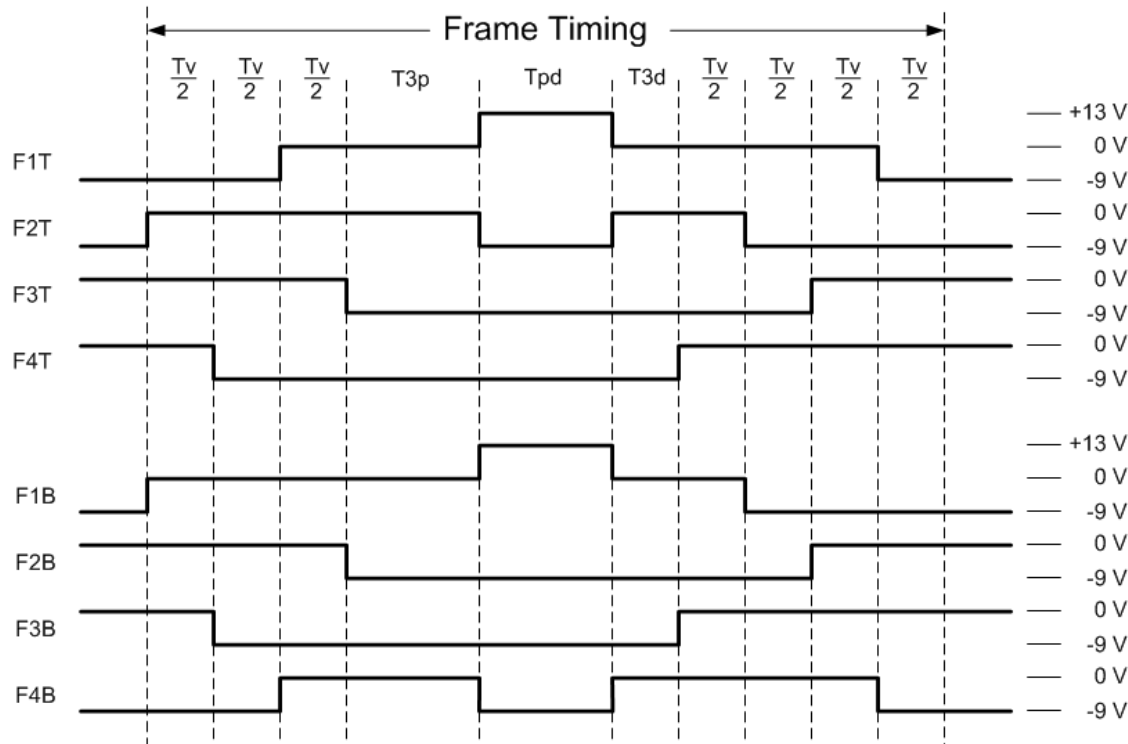 Frame Timing
Tv
2
Tv
2
Tv
2
T3p
Tpd
T3d
Tv
2
Tv
2
Tv
2
Tv
2
+13 V
F1T
0 V
-9 V
F2T
0 V
-9 V
F3T
0 V
-9 V
F4T
0 V
-9 V
+13 V
F1B
0 V
-9 V
F2B
0 V
-9 V
F3B
0 V
-9 V
F4B
0 V
-9 V